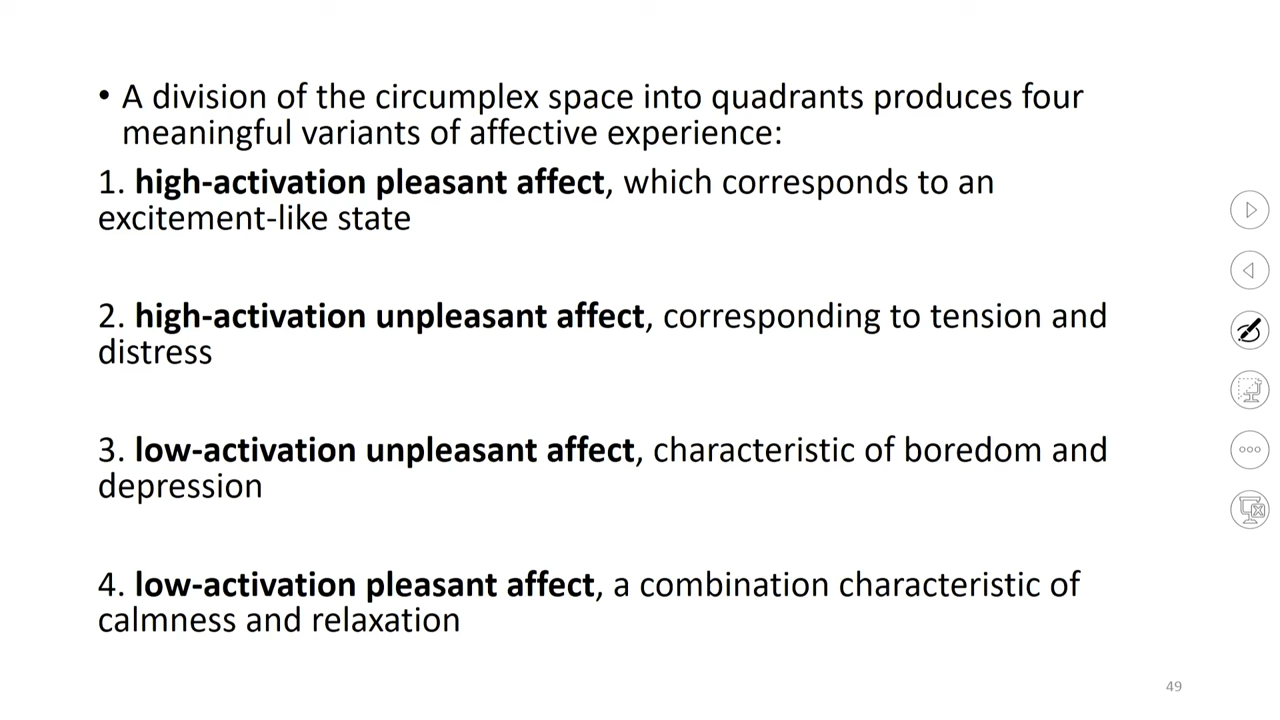 • A division of the circumplex space into quadrants produces four
meaningful variants of affective experience:
1. high-activation pleasant affect, which corresponds to an
excitement-like state
2. high-activation unpleasant affect, corresponding to tension and
distress
3. low-activation unpleasant affect, characteristic of boredom and
depression
4. low-activation pleasant affect, a combination characteristic of
calmness and relaxation
49